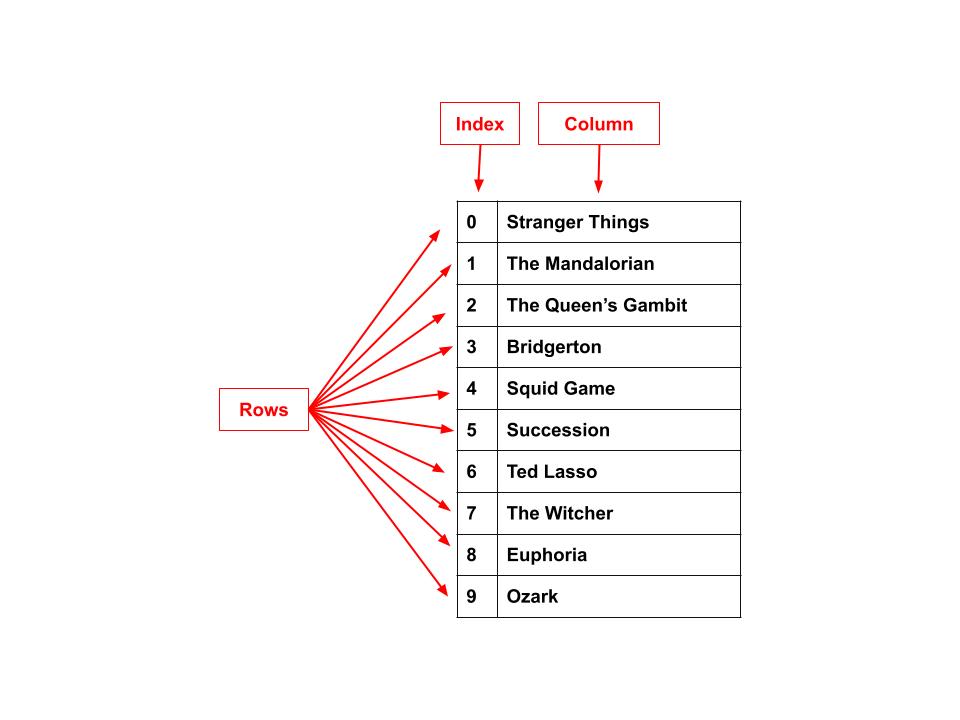 Index Column
0 Stranger Things
1 The Mandalorian
2 The Queen’s Gambit
3 Bridgerton
4 Squid Game
Rows
5 Succession
6 Ted Lasso
7 The Witcher
8 Euphoria
9 Ozark